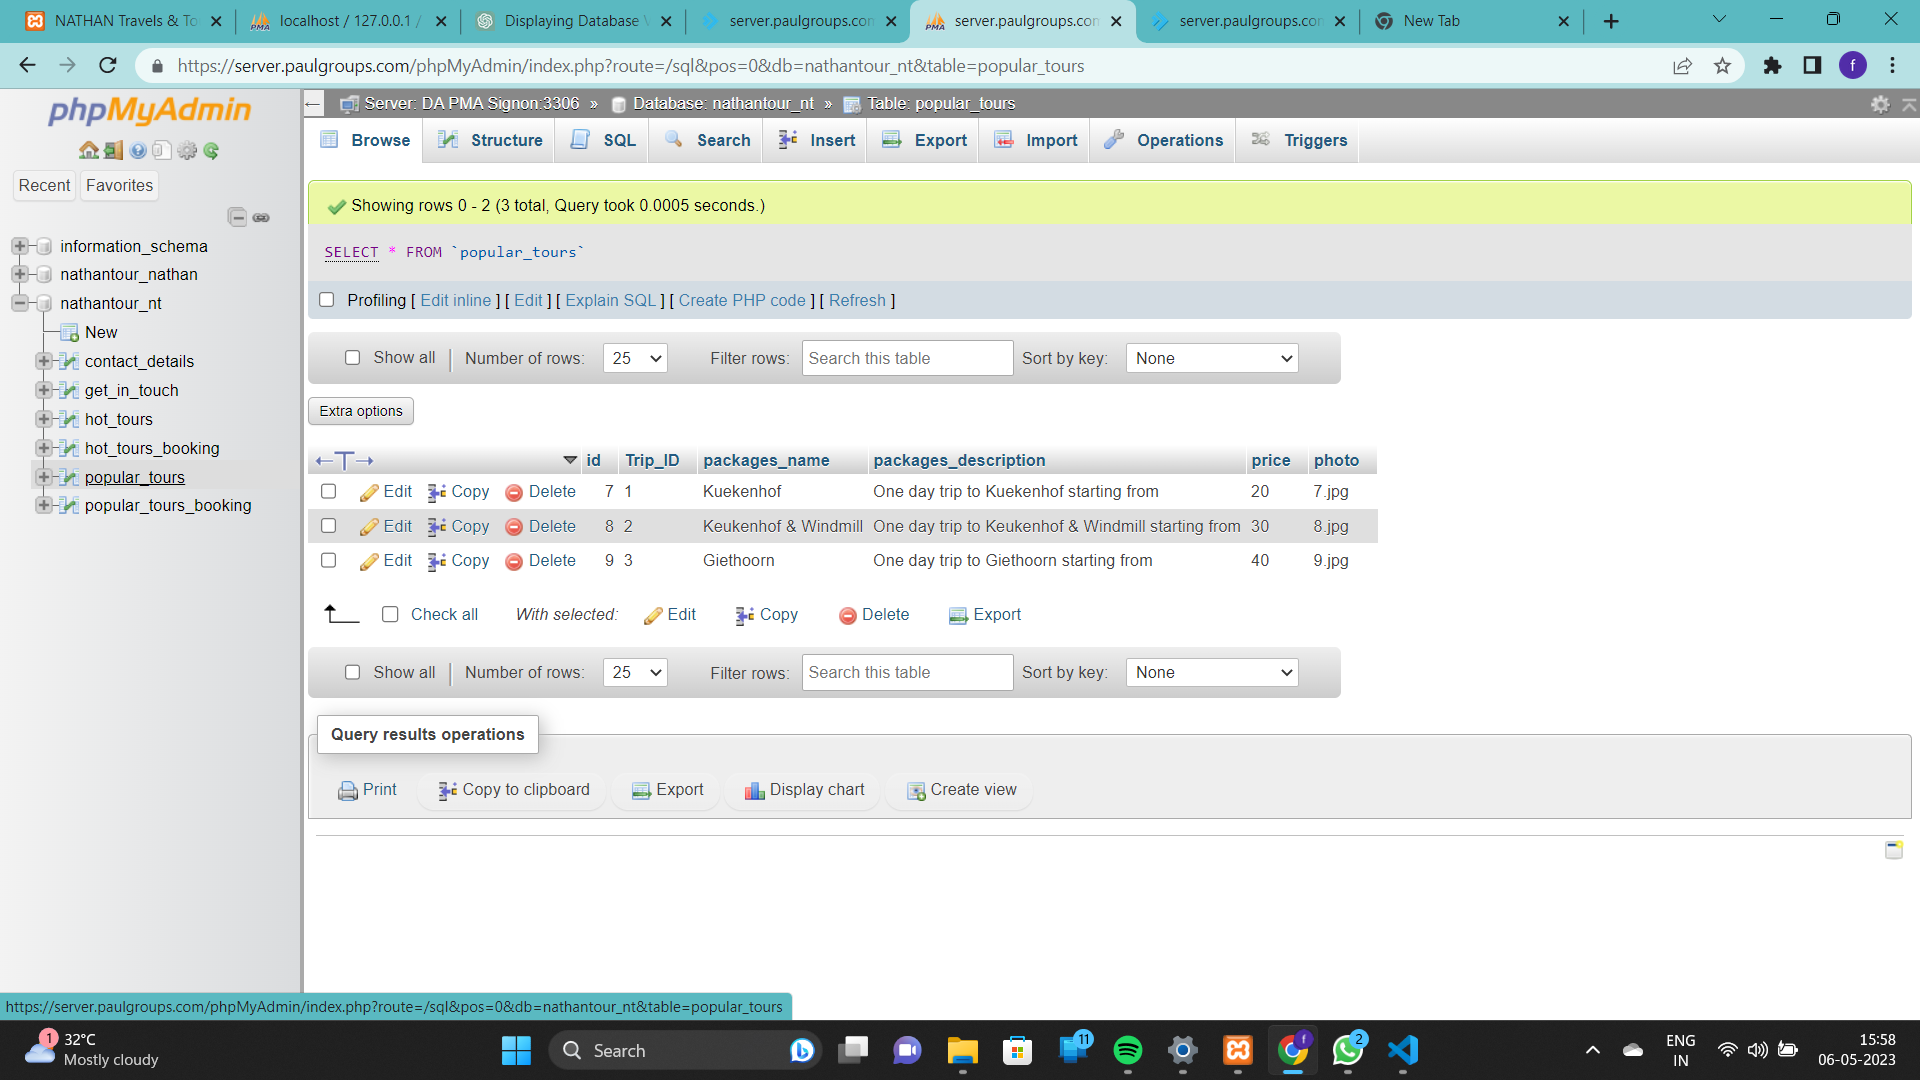 NATHAN Travels & To
localhost / 127.0.0.1 /
Displaying Database
server.paulgroups.com
server.paulgroups.com
server.paulgroups.com
New Tab
https://server.paulgroups.com/phpMyAdmin/index.php?route=/sql&pos=0&db=nathantour_nt&table=popular_tours
f
phpMyAdmin
Recent
Favorites
information_schema
nathantour_nathan
nathantour_nt
New
contact_details
get_in_touch
hot_tours
hot_tours_booking
popular_tours
popular_tours_booking
Server: DA PMA Signon:3306 » Database: nathantour_nt » Table: popular_tours
Browse Structure SQL Search Insert Export Import Operations Triggers
Showing rows 0 - 2 (3 total, Query took 0.0005 seconds.)
SELECT * FROM `popular_tours`
Profiling [ Edit inline ] [ Edit ] [ Explain SQL ] [ Create PHP code ] [ Refresh ]
Show all Number of rows: 25 Filter rows: Search this table Sort by key: None
Extra options
id Trip_ID packages_name packages_description price photo
Edit Copy Delete 7 1 Kuekenhof One day trip to Kuekenhof starting from 20 7.jpg
Edit Copy Delete 8 2 Keukenhof & Windmill One day trip to Keukenhof & Windmill starting from 30 8.jpg
Edit Copy Delete 9 3 Giethoorn One day trip to Giethoorn starting from 40 9.jpg
Check all With selected: Edit Copy Delete Export
Show all Number of rows: 25 Filter rows: Search this table Sort by key: None
Query results operations
Print Copy to clipboard Export Display chart Create view
https://server.paulgroups.com/phpMyAdmin/index.php?route=/sql&pos=0&db=nathantour_nt&table=popular_tours
1
32°C
Mostly cloudy
Search
11
f
2
ENG
IN
15:58
06-05-2023